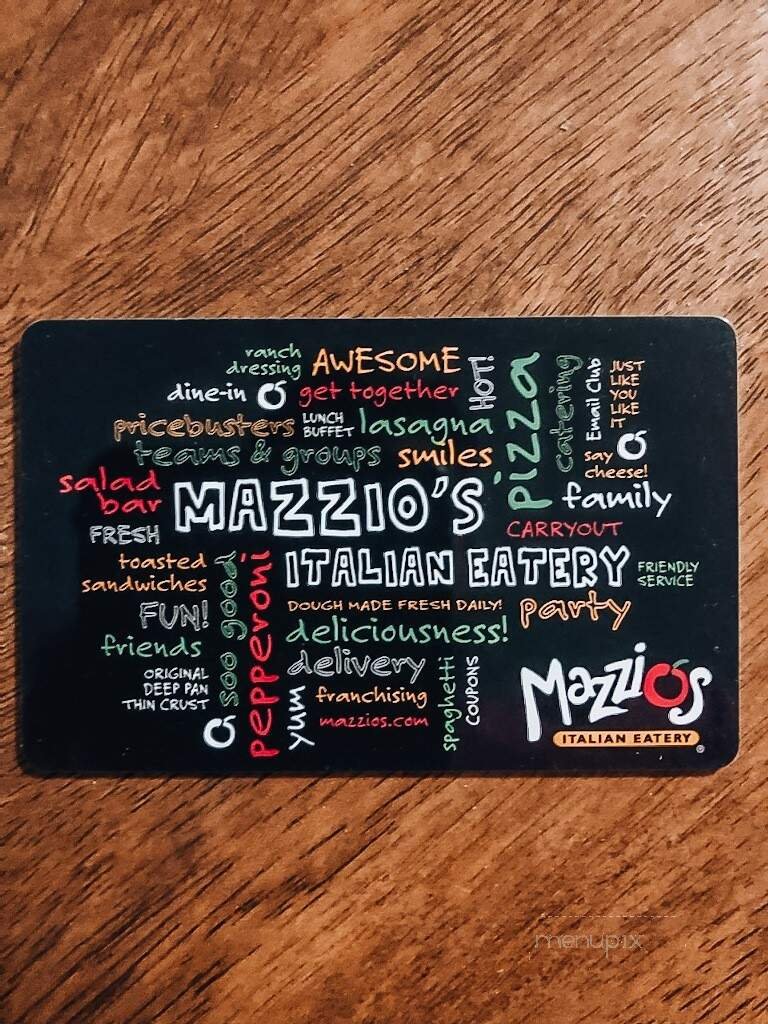 ranch
dressing
AWESOME
HOT!
pizza
catering
Email Club
JUST
LIKE
YOU
LIKE
IT
dine-in
get together
pricebusters
LUNCH
BUFFET
lasagna
teams & groups
smiles
say
cheese!
salad
bar
MAZZIO'S
family
FRESH
CARRYOUT
toasted
sandwiches
soo good
pepperoni
ITALIAN EATERY
FRIENDLY
SERVICE
FUN!
DOUGH MADE FRESH DAILY!
party
friends
deliciousness!
ORIGINAL
DEEP PAN
THIN CRUST
delivery
yum
franchising
mazzios.com
spaghetti
COUPONS
Mazzio's
ITALIAN EATERY
®
menupix